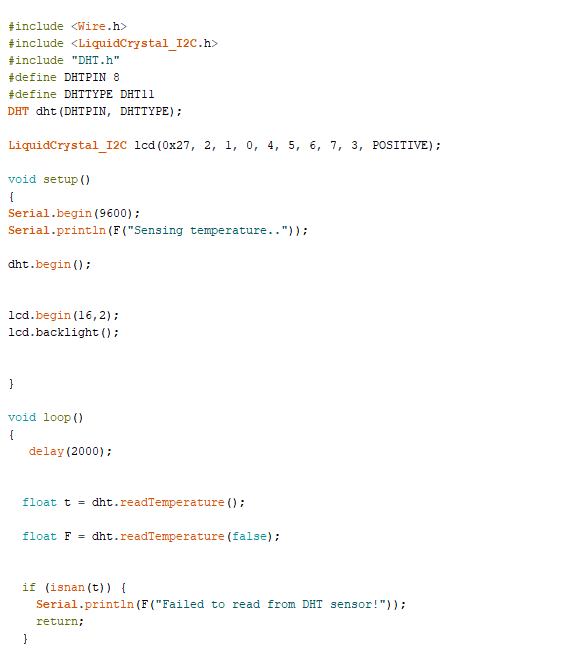 #include <Wire.h>
#include <LiquidCrystal_I2C.h>
#include "DHT.h"
#define DHTPIN 8
#define DHTTYPE DHT11
DHT dht(DHTPIN, DHTTYPE);
LiquidCrystal_I2C lcd(0x27, 2, 1, 0, 4, 5, 6, 7, 3, POSITIVE);
void setup()
{
Serial.begin(9600);
Serial.println(F("Sensing temperature.."));
dht.begin();
lcd.begin(16,2);
lcd.backlight();
}
void loop()
{
   delay(2000);
  float t = dht.readTemperature();
  float F = dht.readTemperature(false);
  if (isnan(t)) {
    Serial.println(F("Failed to read from DHT sensor!"));
    return;
  }